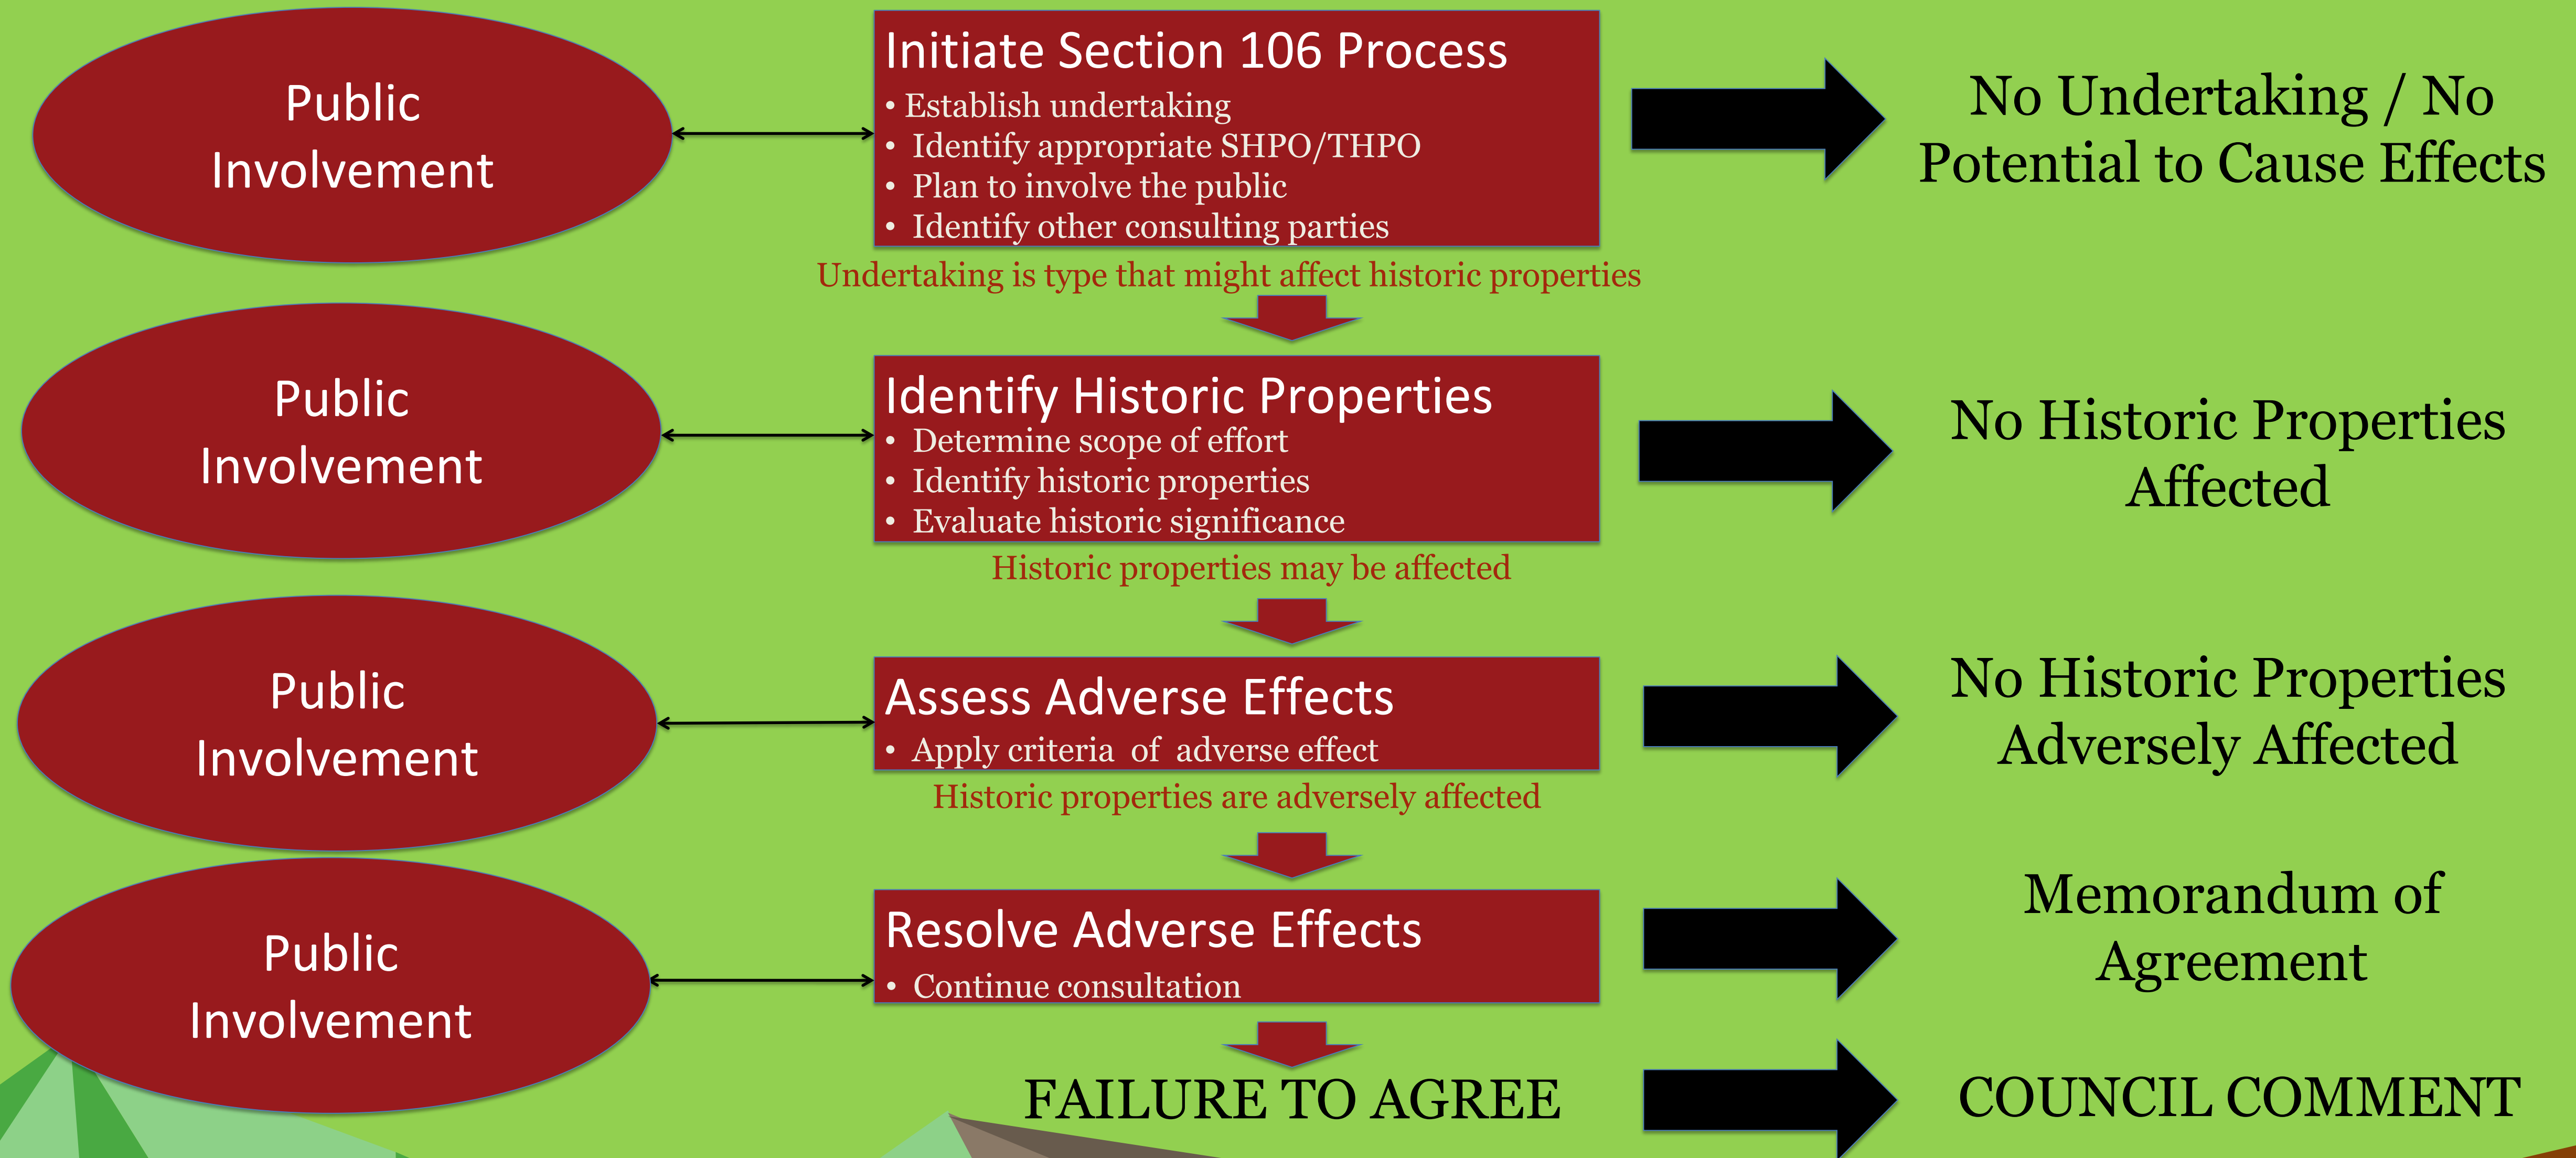 Public
Involvement
Initiate Section 106 Process
• Establish undertaking
• Identify appropriate SHPO/THPO
• Plan to involve the public
• Identify other consulting parties
No Undertaking / No
Potential to Cause Effects
Undertaking is type that might affect historic properties
Public
Involvement
Identify Historic Properties
• Determine scope of effort
• Identify historic properties
• Evaluate historic significance
No Historic Properties
Affected
Historic properties may be affected
Public
Involvement
Assess Adverse Effects
• Apply criteria of adverse effect
No Historic Properties
Adversely Affected
Historic properties are adversely affected
Public
Involvement
Resolve Adverse Effects
• Continue consultation
Memorandum of
Agreement
FAILURE TO AGREE
COUNCIL COMMENT